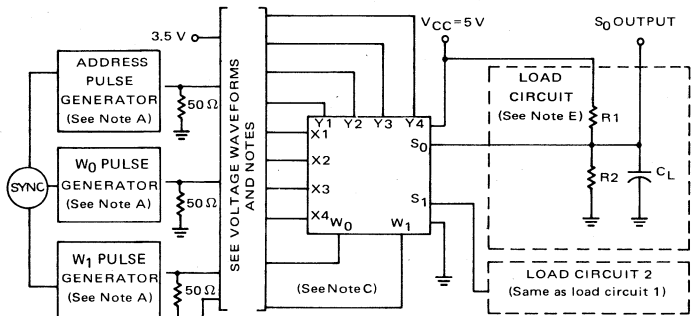 3.5 V
VCC=5V
S0 OUTPUT
ADDRESS
PULSE
GENERATOR
(See Note A)
50 Ω
SYNC
W0 PULSE
GENERATOR
(See Note A)
50 Ω
W1 PULSE
GENERATOR
(See Note A)
50 Ω
SEE VOLTAGE WAVEFORMS
AND NOTES
Y1 Y2 Y3 Y4
X1
X2
X3
X4
W0
W1
S0
S1
(See Note C)
LOAD
CIRCUIT
(See Note E)
R1
R2
CL
LOAD CIRCUIT 2
(Same as load circuit 1)